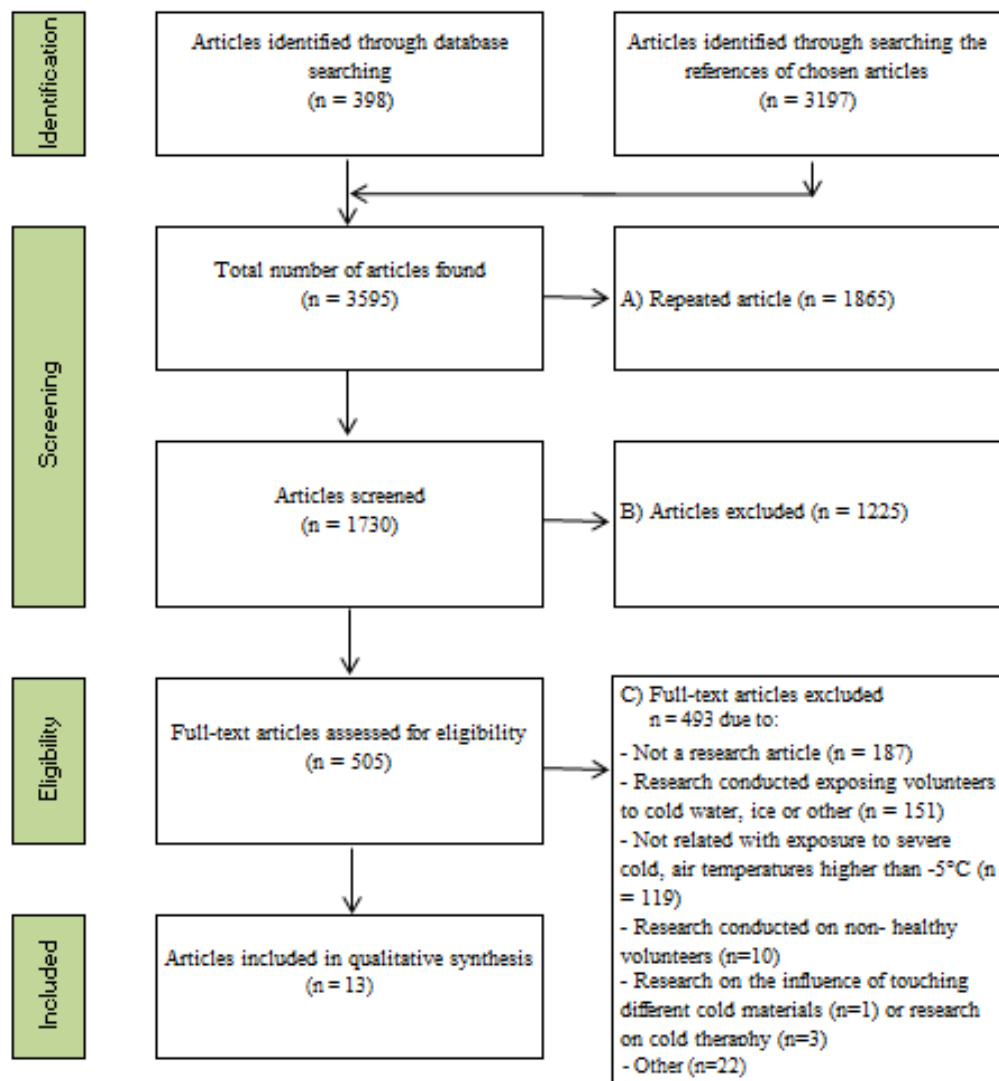 Identification
Articles identified through database
searching
(n = 398)
Articles identified through searching the
references of chosen articles
(n = 3197)
Screening
Total number of articles found
(n = 3595)
A) Repeated article (n = 1865)
Articles screened
(n = 1730)
B) Articles excluded (n = 1225)
Eligibility
Full-text articles assessed for eligibility
(n = 505)
C) Full-text articles excluded
n = 493 due to:
- Not a research article (n = 187)
- Research conducted exposing volunteers
to cold water, ice or other (n = 151)
- Not related with exposure to severe
cold, air temperatures higher than -5°C (n
= 119)
- Research conducted on non- healthy
volunteers (n=10)
- Research on the influence of touching
different cold materials (n=1) or research
on cold theraphy (n=3)
- Other (n=22)
Included
Articles included in qualitative synthesis
(n = 13)